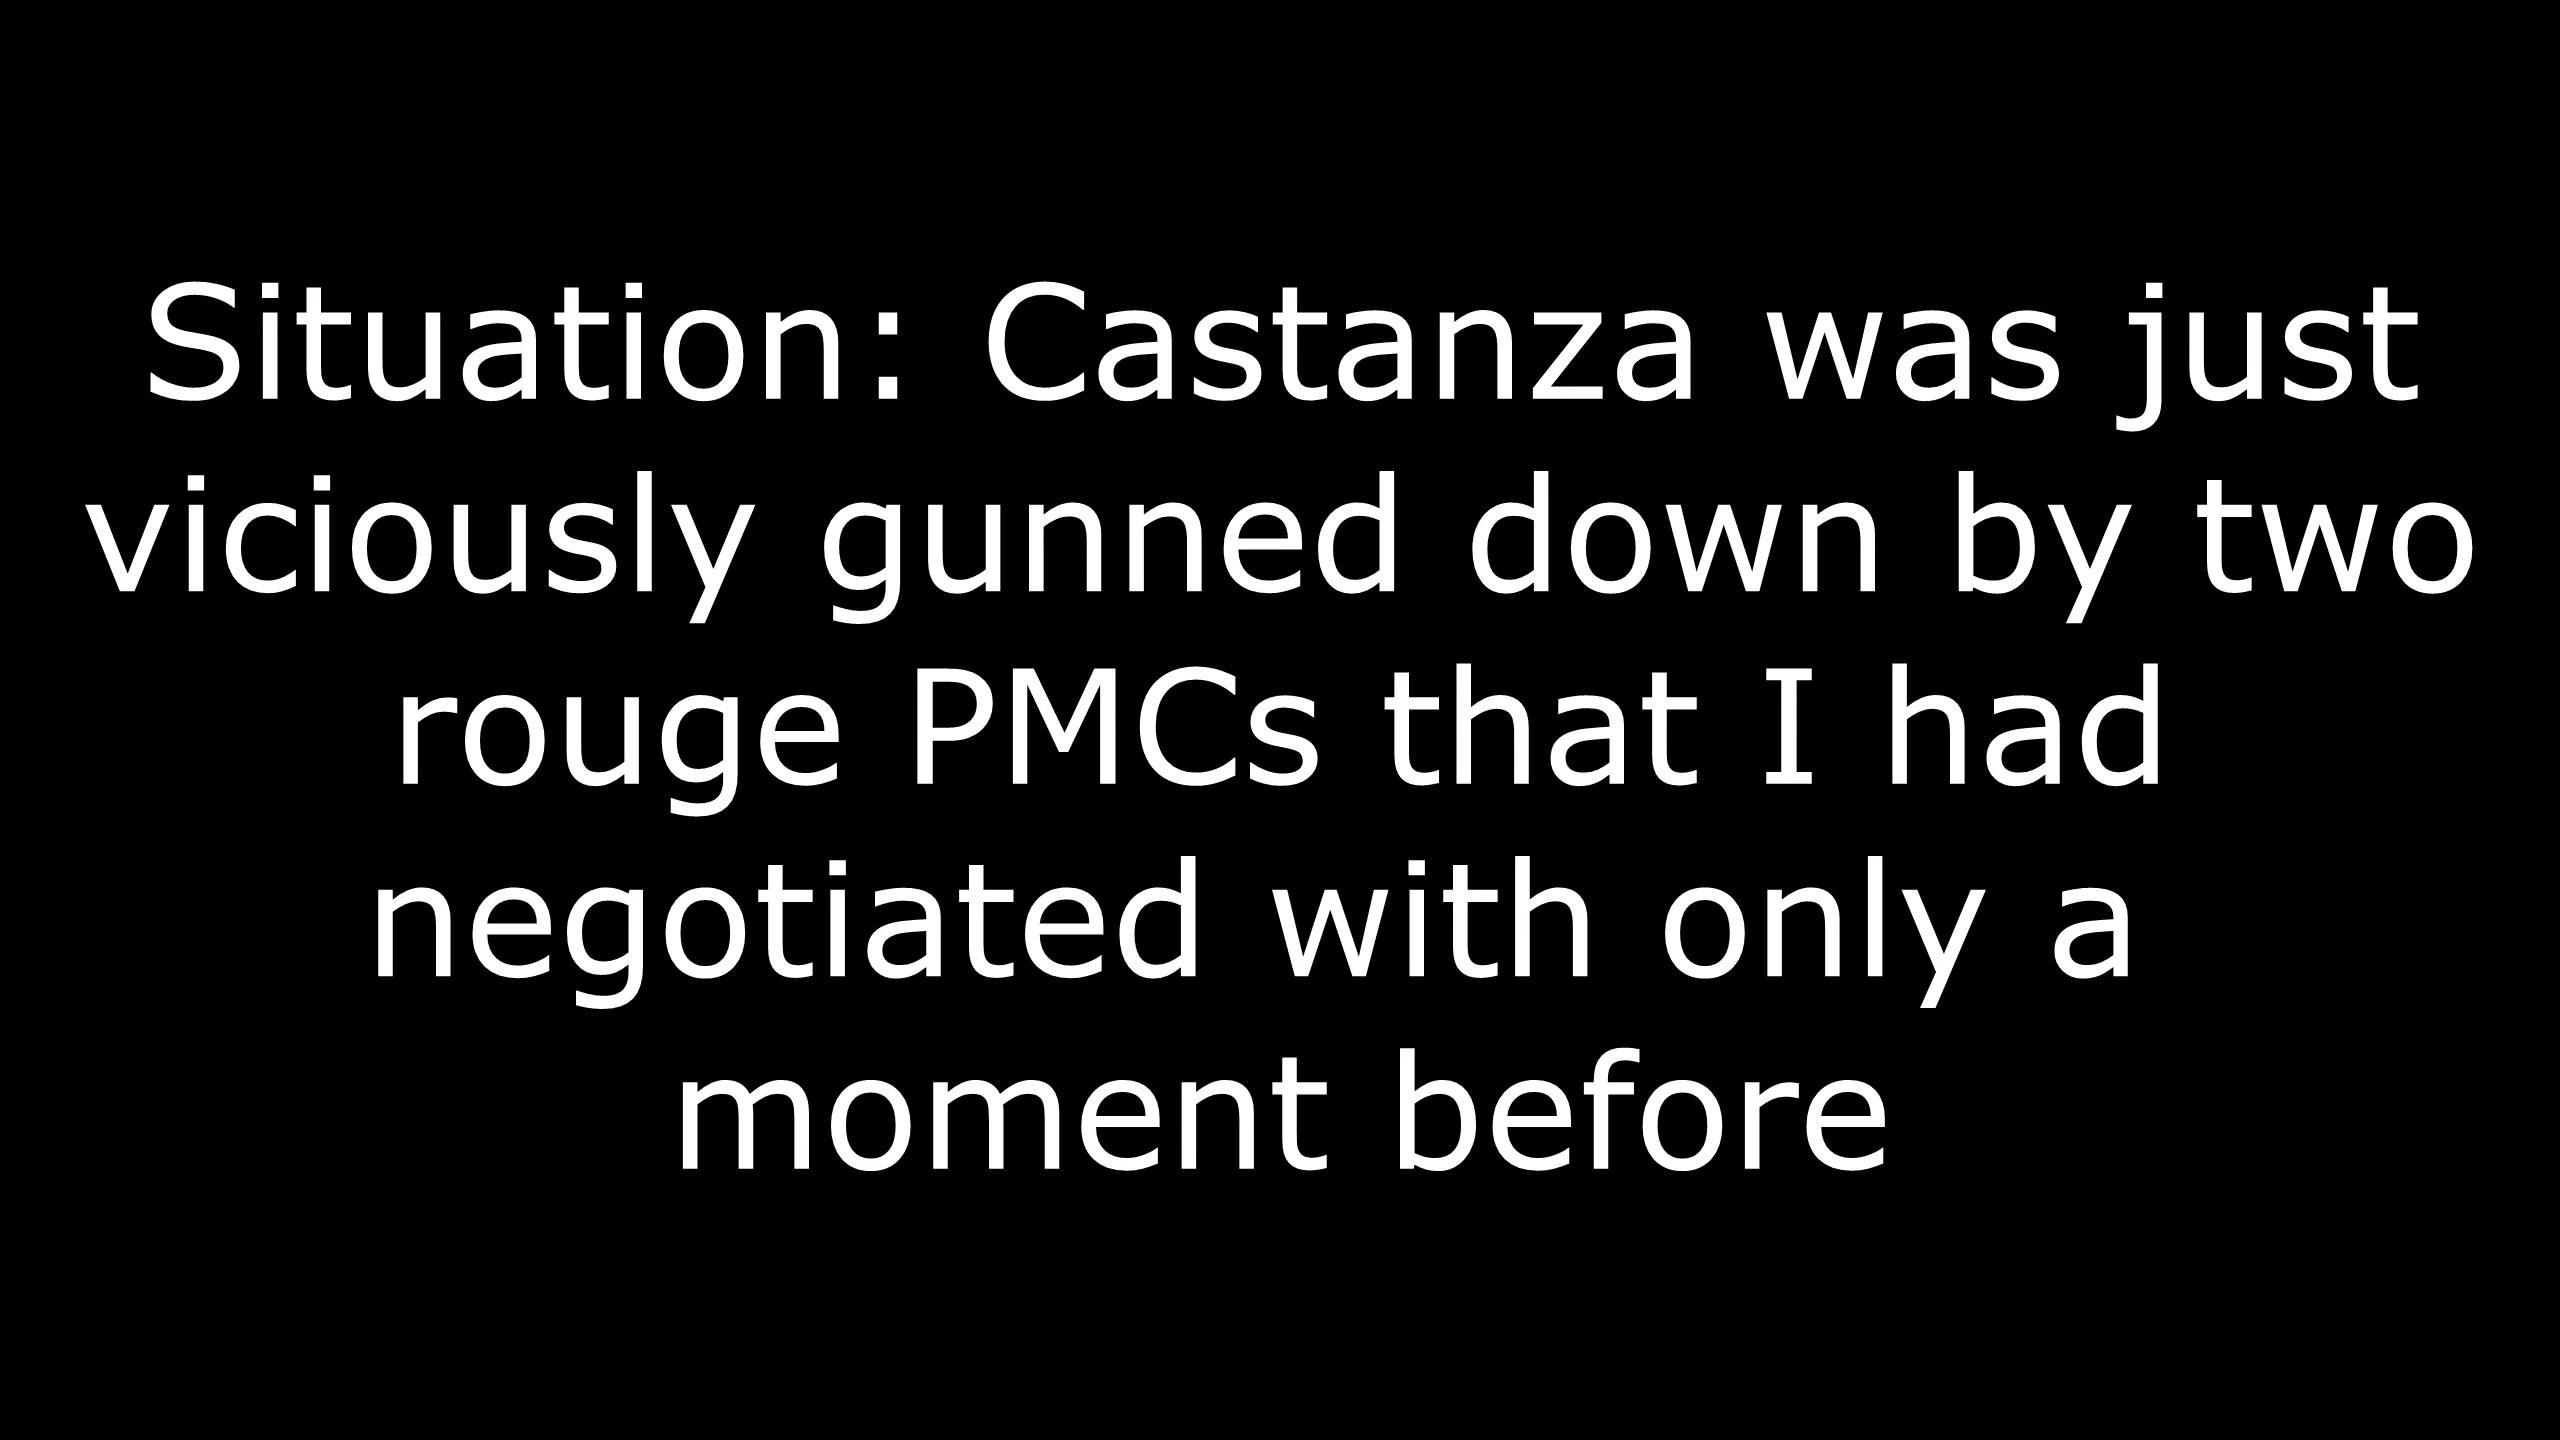 Situation: Castanza was just
viciously gunned down by two
rouge PMCs that I had
negotiated with only a
moment before